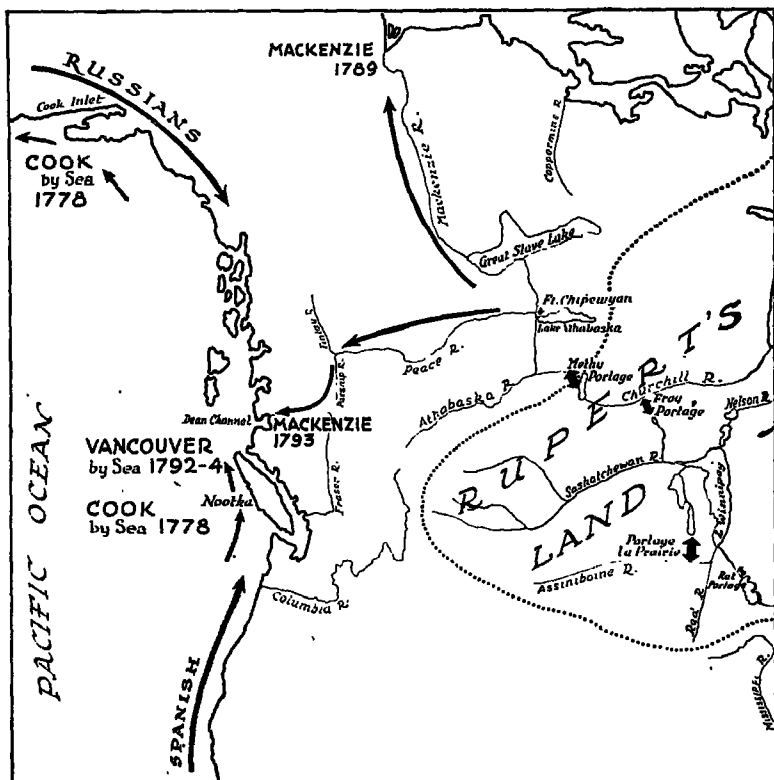 MACKENZIE
1789
RUSSIANS
Cook Inlet
COOK
by Sea
1778
Mackenzie R.
Coppermine R.
Great Slave Lake
Ft. Chipewyan
Lake Athabaska
Finlay R.
Peace R.
Parsnip R.
Methy
Portage
Athabaska R.
Churchill R.
Frog
Portage
Nelson R.
RUPERT'S
LAND
Dean Channel
MACKENZIE
1793
VANCOUVER
by Sea 1792-4
COOK
by Sea 1778
Nootka
Fraser R.
Saskatchewan R.
L. Winnipeg
Portage
la Prairie
Assiniboine R.
Rat
Portage
Red R.
Columbia R.
PACIFIC OCEAN
SPANISH
Mississippi R.